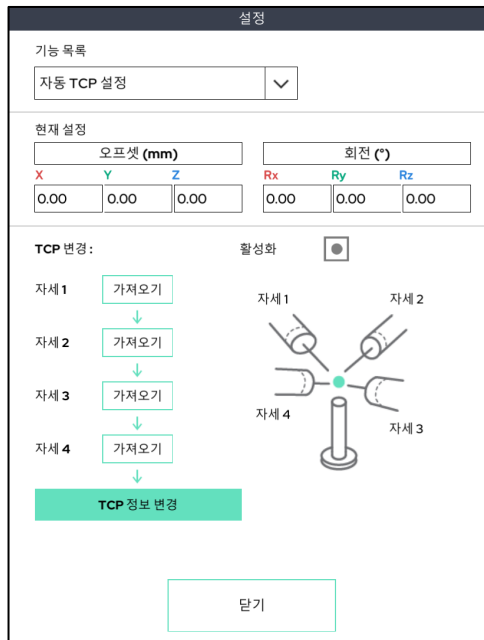 설정
기능 목록
자동 TCP 설정
현재 설정
오프셋 (mm) 회전 (°)
X Y Z Rx Ry Rz
0.00 0.00 0.00 0.00 0.00 0.00
TCP 변경 : 활성화
자세 1 가져오기
자세 2 가져오기
자세 3 가져오기
자세 4 가져오기
TCP 정보 변경
자세 1 자세 2
자세 4 자세 3
닫기